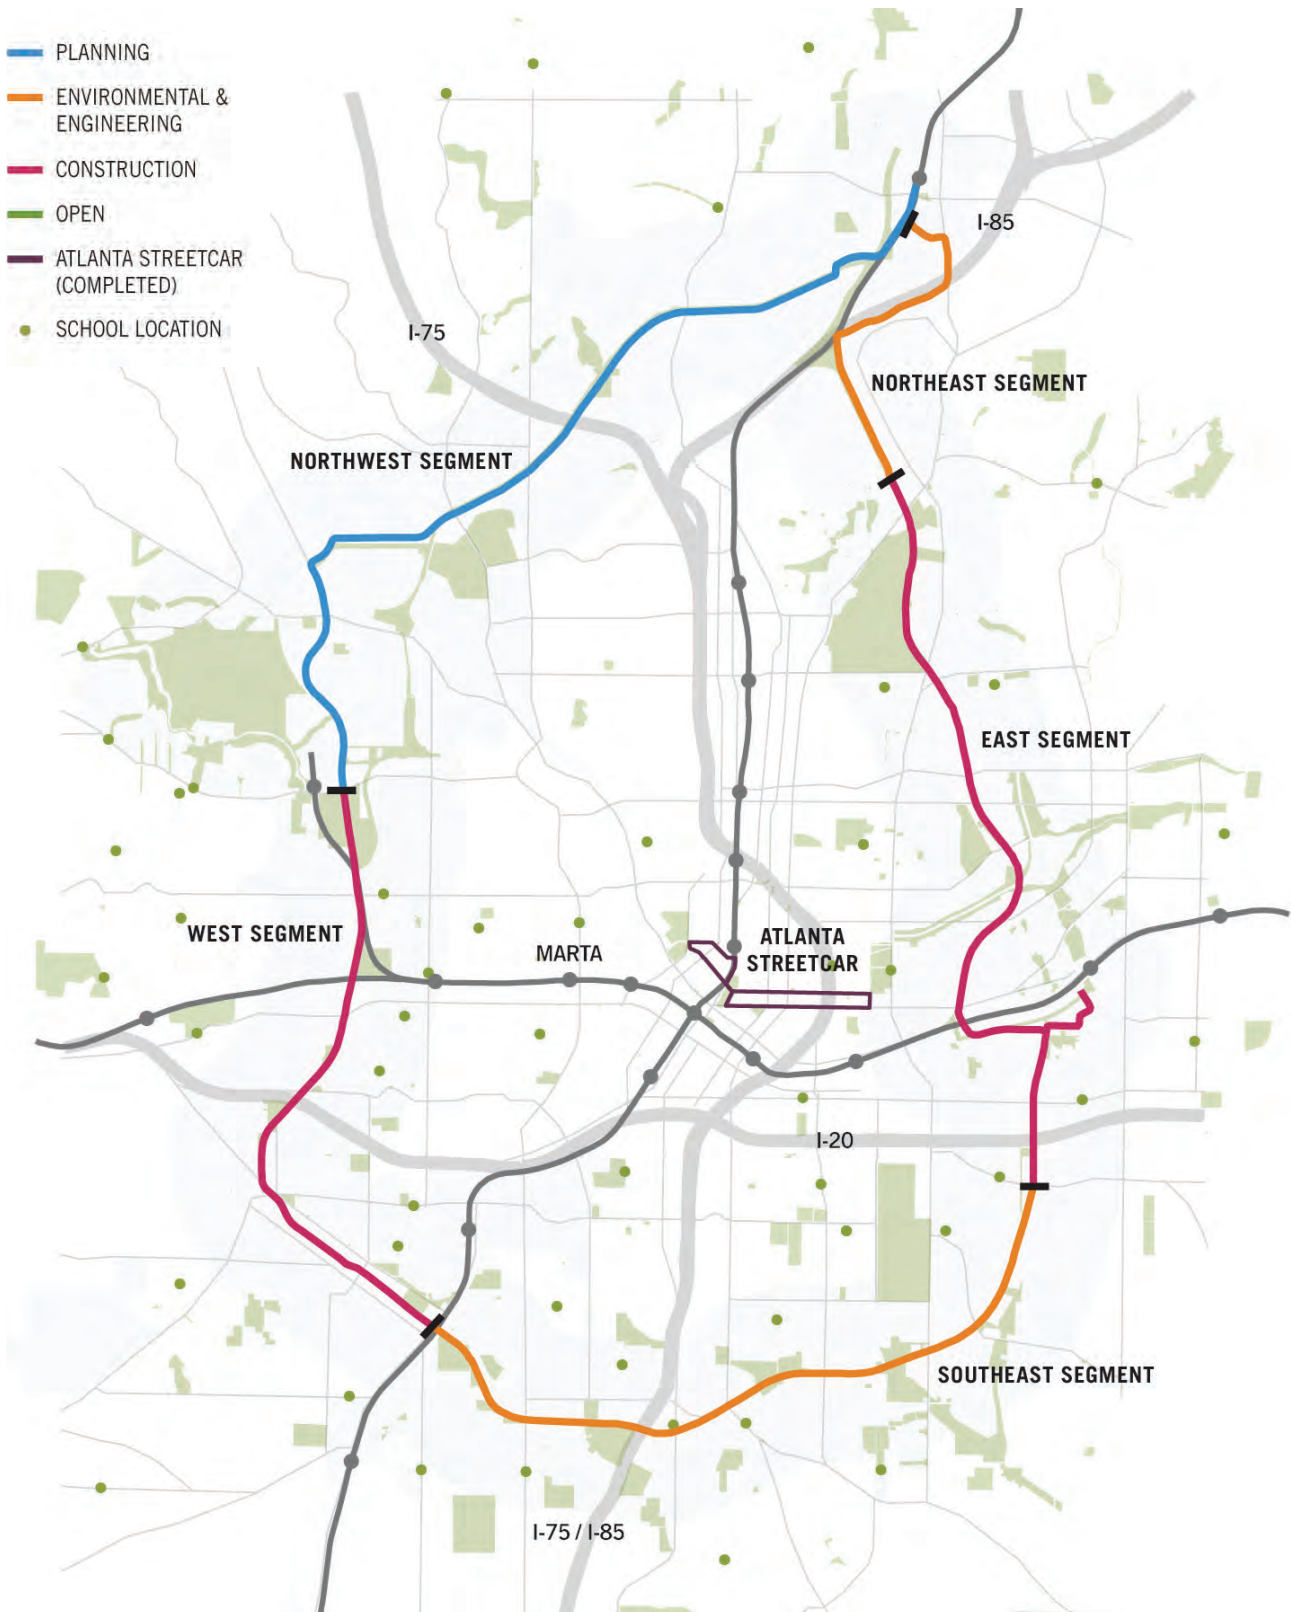 PLANNING
ENVIRONMENTAL &
ENGINEERING
CONSTRUCTION
OPEN
ATLANTA STREETCAR
(COMPLETED)
SCHOOL LOCATION
I-85
I-75
NORTHEAST SEGMENT
NORTHWEST SEGMENT
EAST SEGMENT
WEST SEGMENT
MARTA
ATLANTA
STREETCAR
I-20
SOUTHEAST SEGMENT
I-75 / I-85